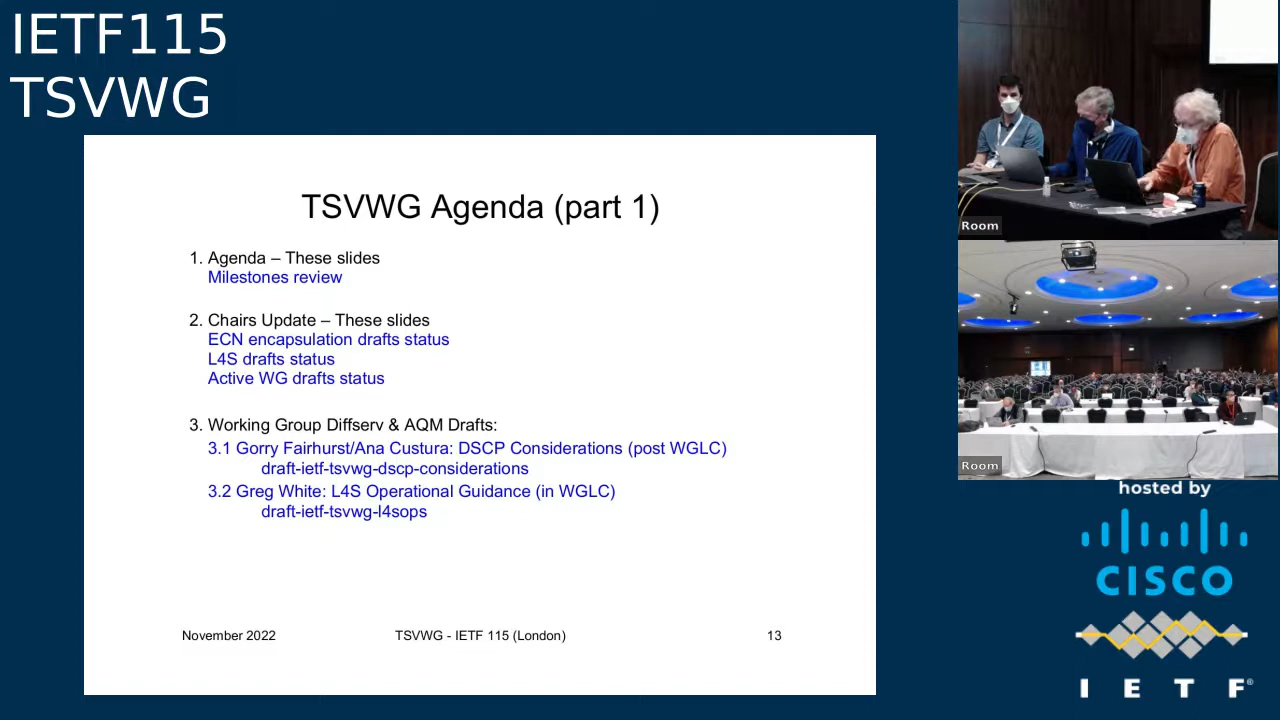 IETF115
TSVWG
TSVWG Agenda (part 1)
1. Agenda – These slides
Milestones review
2. Chairs Update – These slides
ECN encapsulation drafts status
L4S drafts status
Active WG drafts status
3. Working Group Diffserv & AQM Drafts:
3.1 Gorry Fairhurst/Ana Custura: DSCP Considerations (post WGLC)
draft-ietf-tsvwg-dscp-considerations
3.2 Greg White: L4S Operational Guidance (in WGLC)
draft-ietf-tsvwg-l4sops
November 2022
TSVWG - IETF 115 (London)
13
Room
Room
hosted by
CISCO
I E T F®